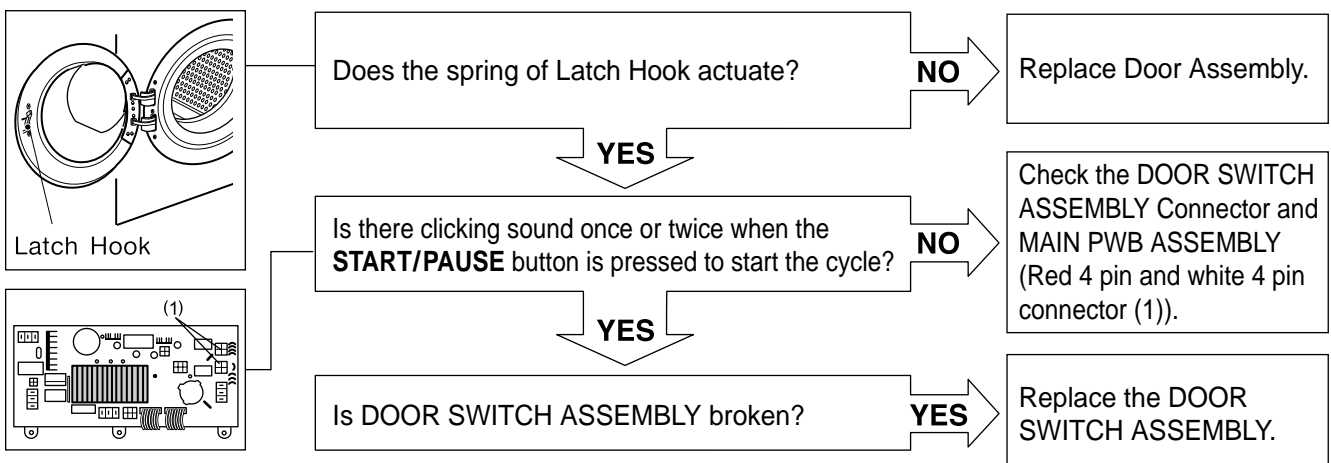 Latch Hook
Does the spring of Latch Hook actuate?
NO
Replace Door Assembly.
YES
(1)
Is there clicking sound once or twice when the
START/PAUSE button is pressed to start the cycle?
NO
Check the DOOR SWITCH
ASSEMBLY Connector and
MAIN PWB ASSEMBLY
(Red 4 pin and white 4 pin
connector (1)).
YES
Is DOOR SWITCH ASSEMBLY broken?
YES
Replace the DOOR
SWITCH ASSEMBLY.